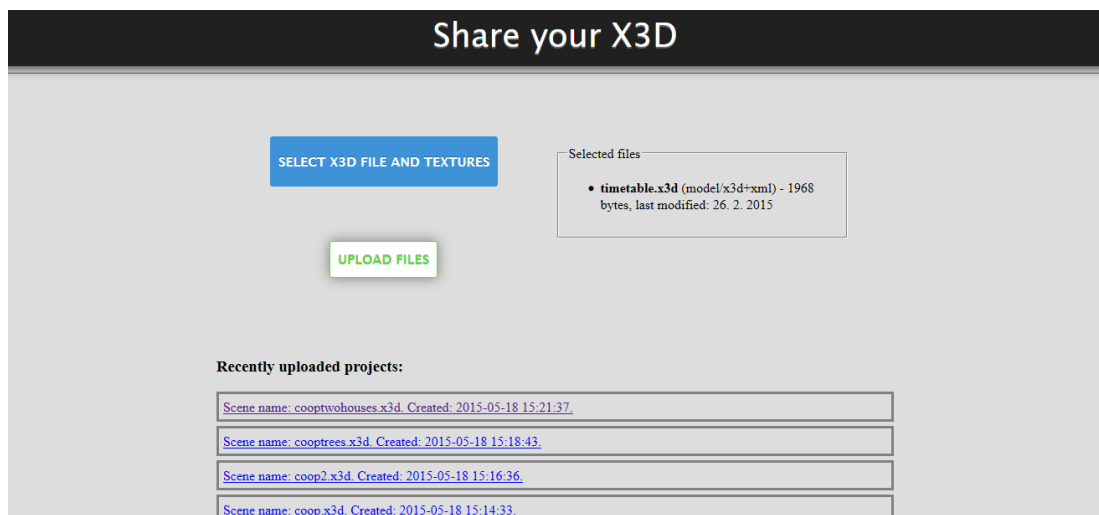 Share your X3D
SELECT X3D FILE AND TEXTURES
Selected files
timetable.x3d (model/x3d+xml) - 1968
bytes, last modified: 26. 2. 2015
UPLOAD FILES
Recently uploaded projects:
Scene name: cooptwohouses.x3d. Created: 2015-05-18 15:21:37.
Scene name: cooptrees.x3d. Created: 2015-05-18 15:18:43.
Scene name: coop2.x3d. Created: 2015-05-18 15:16:36.
Scene name: coop.x3d. Created: 2015-05-18 15:14:33.